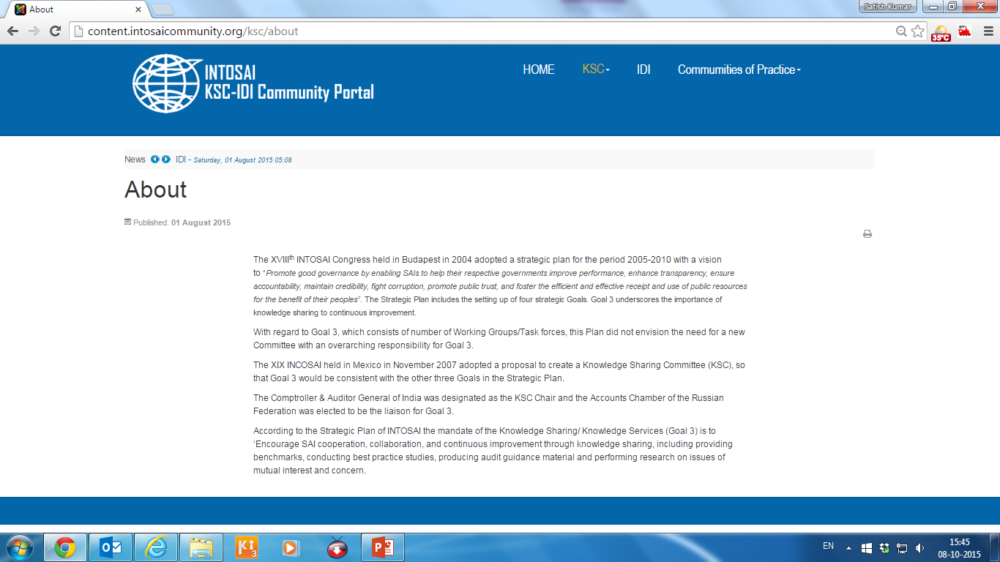 About
Satish Kumar
content.intosaicommunity.org/ksc/about
35°C
INTOSAI
KSC-IDI Community Portal
HOME KSC IDI Commumities of Practice
News IDI - Saturday, 01 August 2015 05:08
About
Published: 01 August 2015
The XVIIIth INTOSAI Congress held in Budapest in 2004 adopted a strategic plan for the period 2005-2010 with a vision
to “Promote good governance by enabling SAIs to help their respective governments improve performance, enhance transparency, ensure
accountability, maintain credibility, fight corruption, promote public trust, and foster the efficient and effective receipt and use of public resources
for the benefit of their peoples”. The Strategic Plan includes the setting up of four strategic Goals. Goal 3 underscores the importance of
knowledge sharing to continuous improvement.
With regard to Goal 3, which consists of number of Working Groups/Task forces, this Plan did not envision the need for a new
Committee with an overarching responsibility for Goal 3.
The XIX INCOSAI held in Mexico in November 2007 adopted a proposal to create a Knowledge Sharing Committee (KSC), so
that Goal 3 would be consistent with the other three Goals in the Strategic Plan.
The Comptroller & Auditor General of India was designated as the KSC Chair and the Accounts Chamber of the Russian
Federation was elected to be the liaison for Goal 3.
According to the Strategic Plan of INTOSAI the mandate of the Knowledge Sharing/ Knowledge Services (Goal 3) is to
‘Encourage SAI cooperation, collaboration, and continuous improvement through knowledge sharing, including providing
benchmarks, conducting best practice studies, producing audit guidance material and performing research on issues of
mutual interest and concern.
EN
15:45
08-10-2015